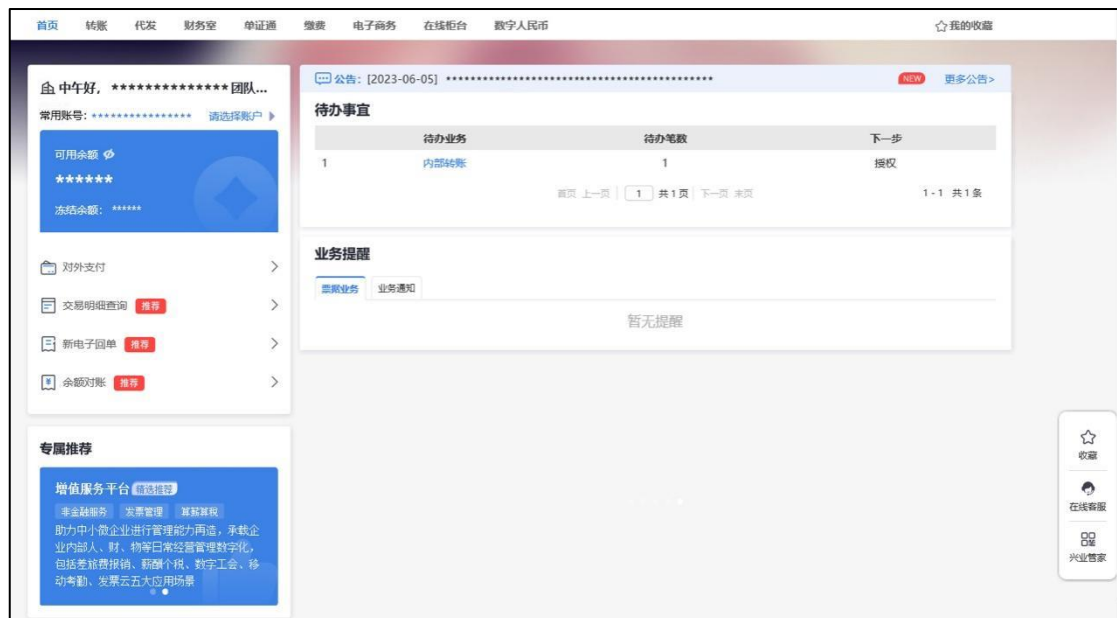 首页 转账 代发 财务室 单证通 缴费 电子商务 在线柜台 数字人民币 我的收藏
中午好，**************团队...
常用账号：**************** 请选择账户
可用余额
******
冻结余额： ******
对外支付
交易明细查询 推荐
新电子回单 推荐
余额对账 推荐
专属推荐
增值服务平台 精选推荐
非金融服务 发票管理 算薪算税
助力中小微企业进行管理能力再造，承载企
业内部人、财、物等日常经营管理数字化，
包括差旅费报销、薪酬个税、数字工会、移
动考勤、发票云五大应用场景
公告：[2023-06-05] ******************************************** NEW 更多公告>
待办事宜
待办业务 待办笔数 下一步
1 内部转账 1 授权
首页 上一页 1 共1页 下一页 末页 1-1 共1条
业务提醒
票据业务 业务通知
暂无提醒
收藏
在线客服
兴业管家